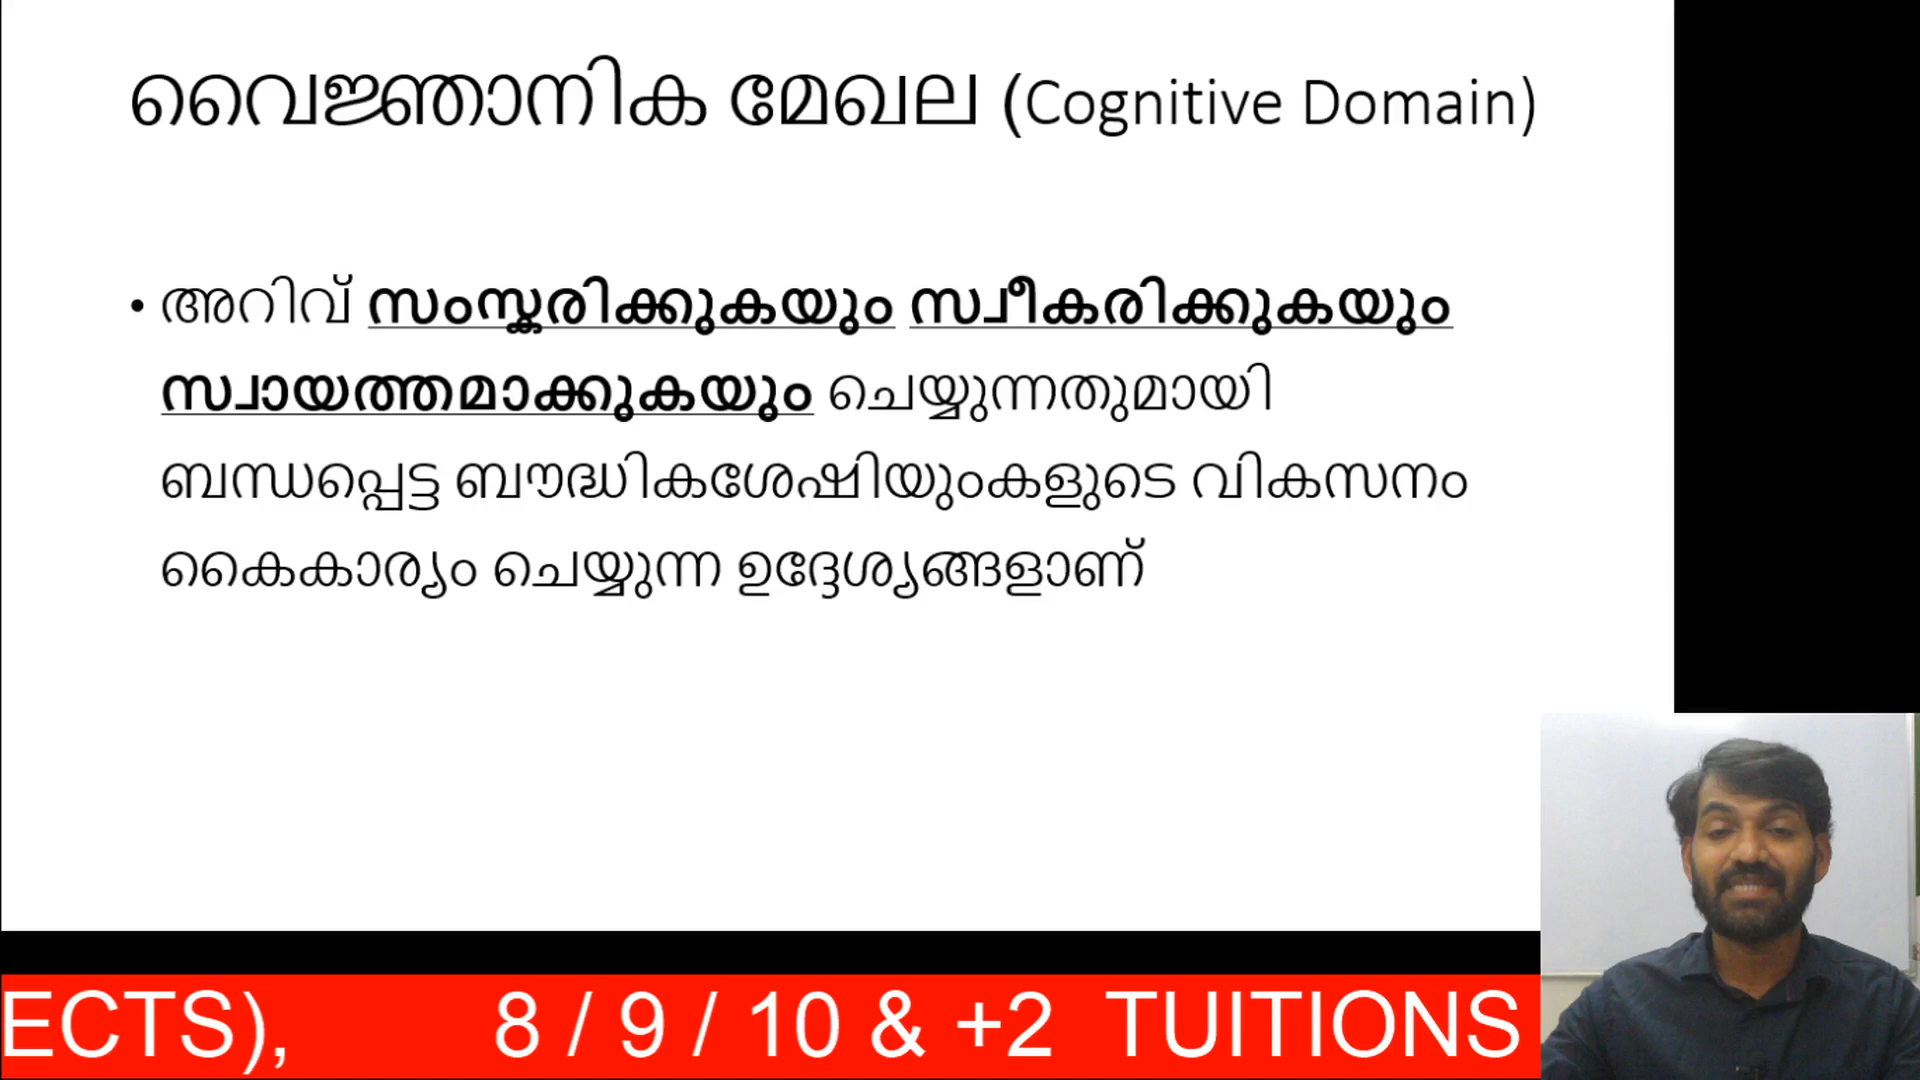 വൈജ്ഞാനിക മേഖല (Cognitive Domain)
• അറിവ് സംസ്കരിക്കുകയും സ്വീകരിക്കുകയും
സ്വായത്തമാക്കുകയും ചെയ്യുന്നതുമായി
ബന്ധപ്പെട്ട ബൗദ്ധികശേഷിയുംകളുടെ വികസനം
കൈകാര്യം ചെയ്യുന്ന ഉദ്ദേശ്യങ്ങളാണ്
ECTS), 8 / 9 / 10 & +2 TUITIONS